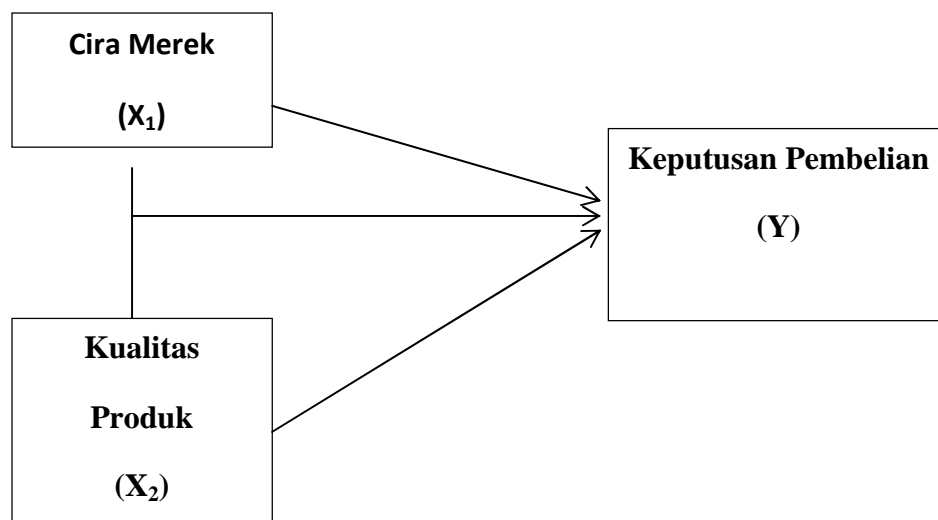 Cira Merek
(X₁)
Keputusan Pembelian
(Y)
Kualitas
Produk
(X₂)